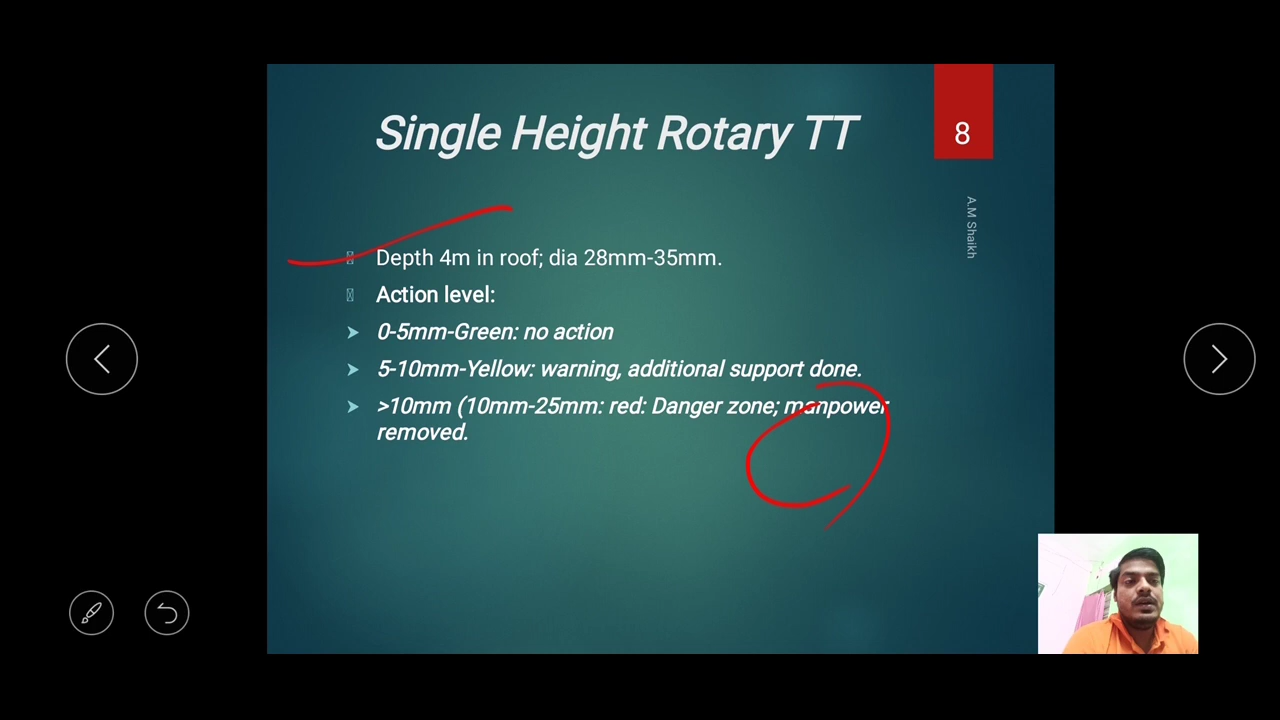 Single Height Rotary TT
8
A.M Shaikh
Depth 4m in roof; dia 28mm-35mm.
Action level:
0-5mm-Green: no action
5-10mm-Yellow: warning, additional support done.
>10mm (10mm-25mm: red: Danger zone; manpower
removed.